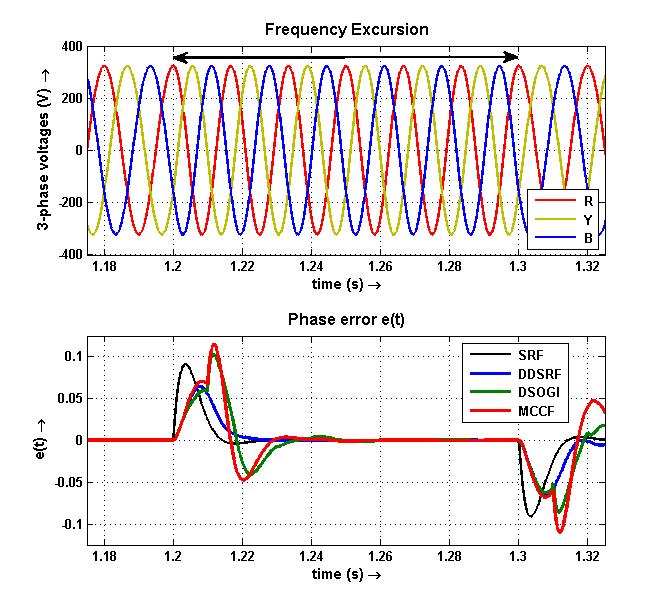 Frequency Excursion
3-phase voltages (V) →
400
200
0
-200
-400
R
Y
B
1.18 1.2 1.22 1.24 1.26 1.28 1.3 1.32
time (s) →
Phase error e(t)
e(t) →
0.1
0.05
0
-0.05
-0.1
SRF
DDSRF
DSOGI
MCCF
1.18 1.2 1.22 1.24 1.26 1.28 1.3 1.32
time (s) →